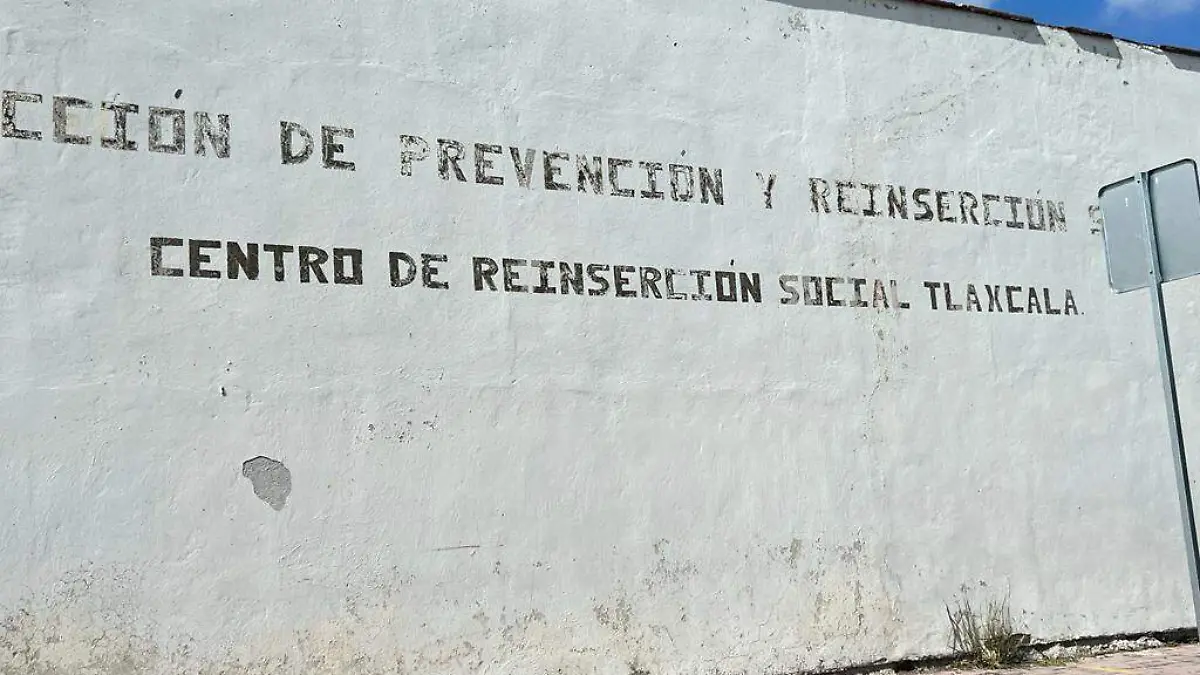 CCIÓN DE PREVENCIÓN Y REINSERCIÓN S
CENTRO DE REINSERCIÓN SOCIAL TLAXCALA.